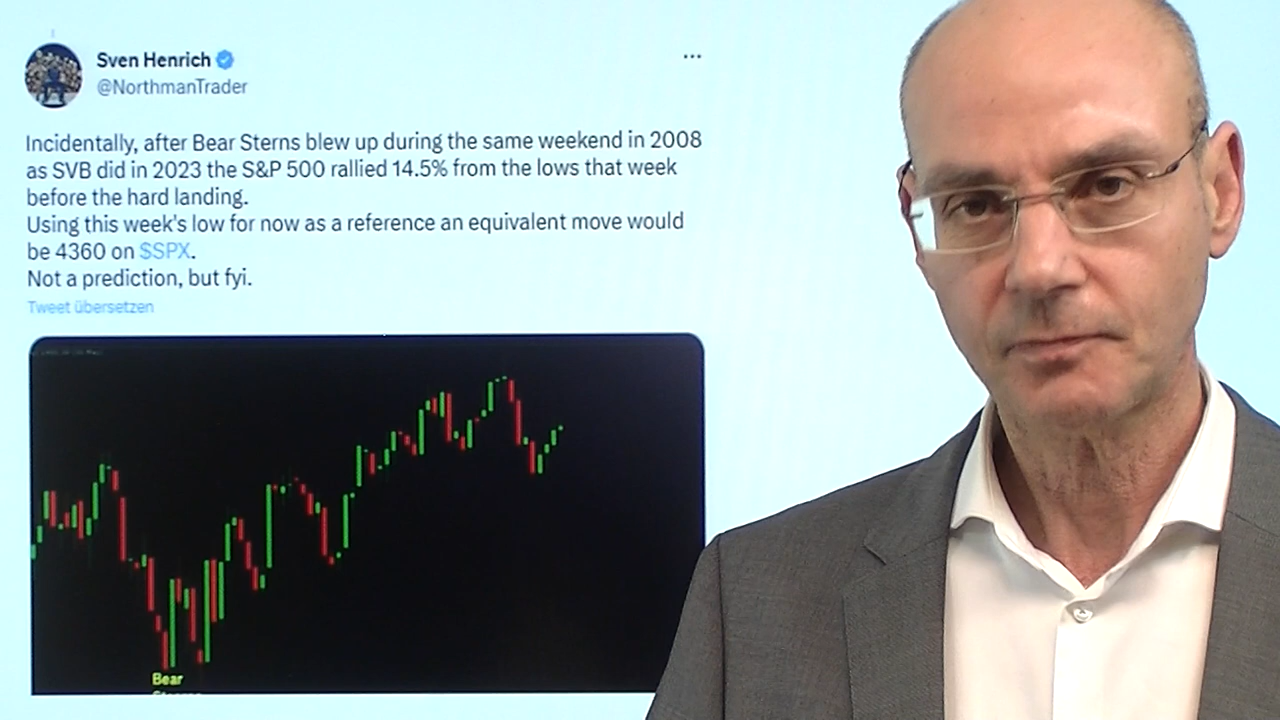 Sven Henrich
@NorthmanTrader
Incidentally, after Bear Sterns blew up during the same weekend in 2008
as SVB did in 2023 the S&P 500 rallied 14.5% from the lows that week
before the hard landing.
Using this week's low for now as a reference an equivalent move would
be 4360 on $SPX.
Not a prediction, but fyi.
Tweet übersetzen
Bear